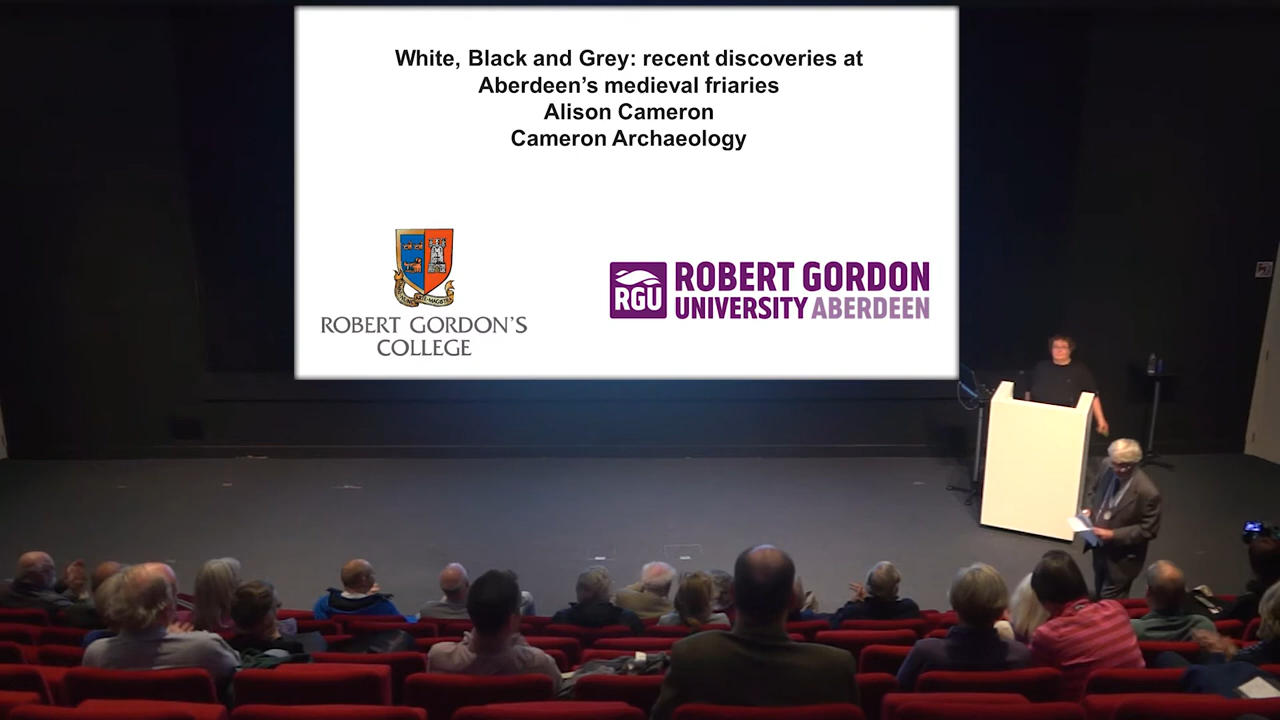 White, Black and Grey: recent discoveries at
Aberdeen’s medieval friaries
Alison Cameron
Cameron Archaeology
ROBERT GORDON’S
COLLEGE
RGU
ROBERT GORDON
UNIVERSITY ABERDEEN